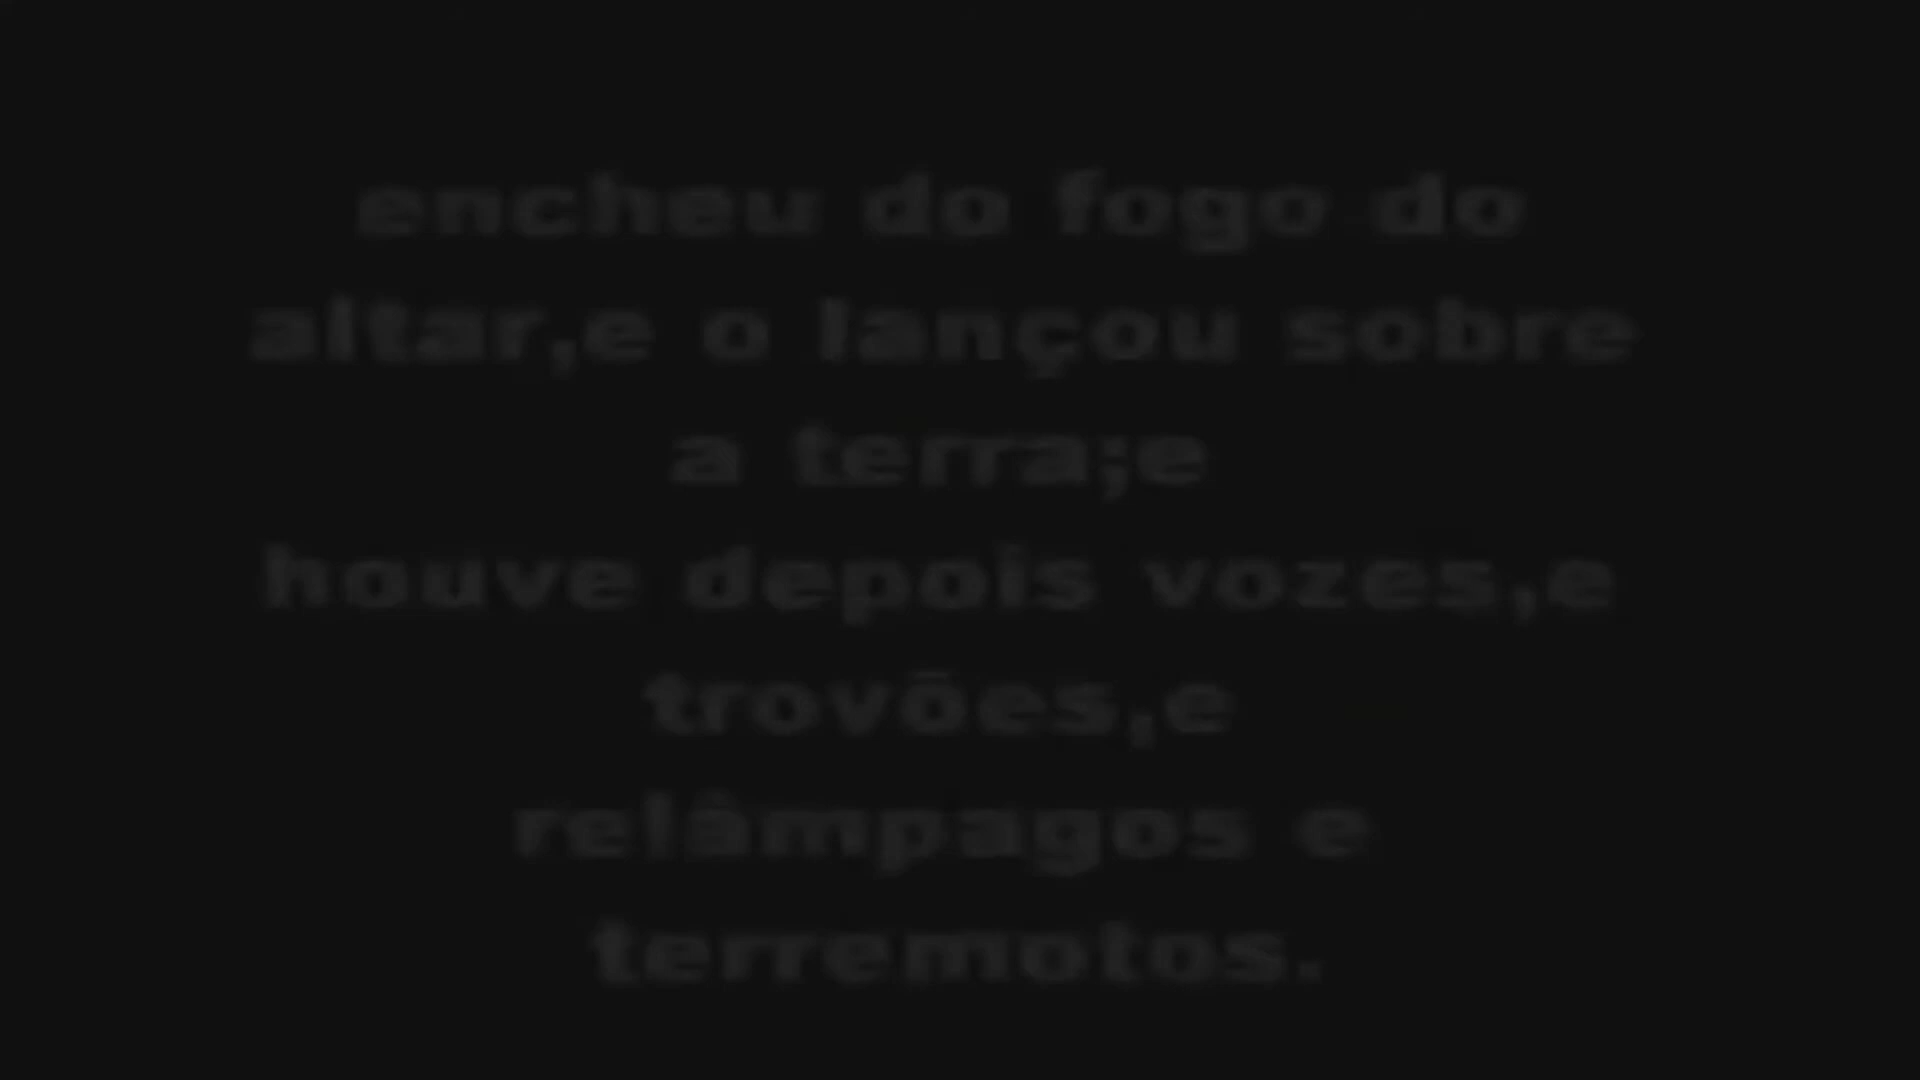 encheu do fogo do
altar,e o lançou sobre
a terra;e
houve depois vozes,e
trovões,e
relâmpagos e
terremotos.